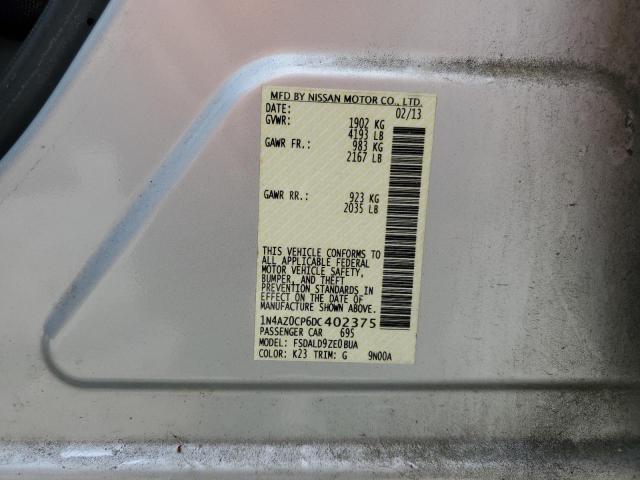 MFD BY NISSAN MOTOR CO., LTD.
DATE: 02/13
GVWR: 1902 KG
4193 LB
GAWR FR.: 983 KG
2167 LB
GAWR RR.: 923 KG
2035 LB
THIS VEHICLE CONFORMS TO
ALL APPLICABLE FEDERAL
MOTOR VEHICLE SAFETY,
BUMPER, AND THEFT
PREVENTION STANDARDS IN
EFFECT ON THE DATE OF
MANUFACTURE SHOWN ABOVE.
1N4AZ0CP6DC402375
PASSENGER CAR 695
MODEL: FSDALD9ZE0BUA
COLOR: K23 TRIM: G 9N00A